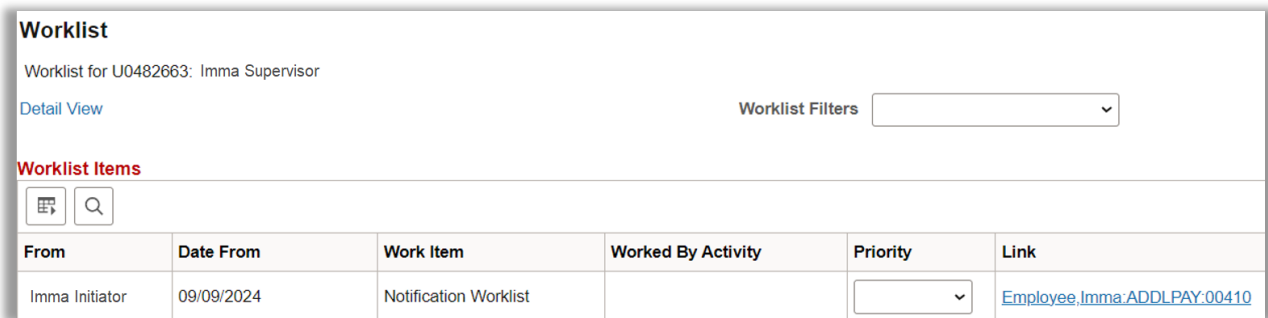 Worklist
Worklist for U0482663: Imma Supervisor
Detail View Worklist Filters
Worklist Items
From Date From Work Item Worked By Activity Priority Link
Imma Initiator 09/09/2024 Notification Worklist Employee,Imma:ADDLPAY:00410